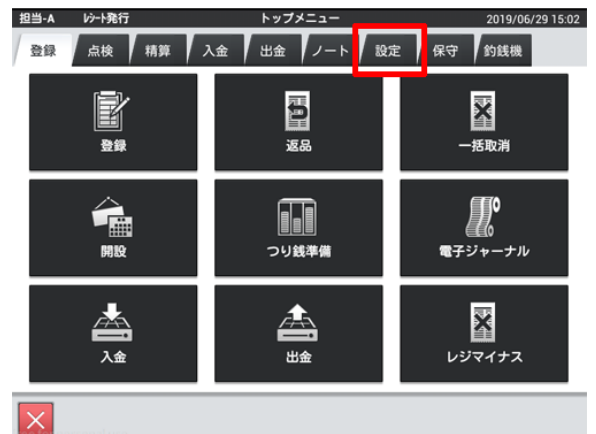 担当-A ﾚｼｰﾄ発行 トップメニュー 2019/06/29 15:02
登録 点検 精算 入金 出金 ノート 設定 保守 釣銭機
登録 返品 一括取消
開設 つり銭準備 電子ジャーナル
入金 出金 レジマイナス